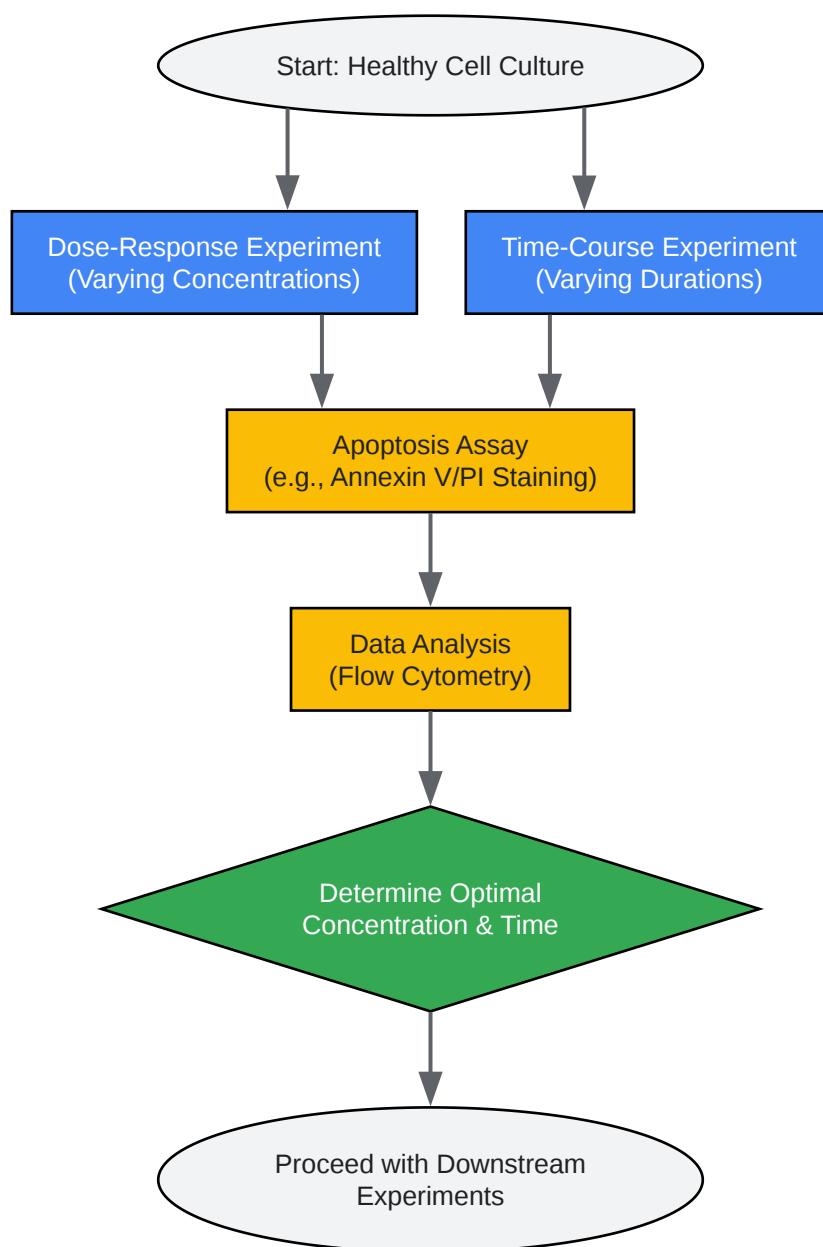 Start: Healthy Cell Culture
Dose-Response Experiment
(Varying Concentrations)
Time-Course Experiment
(Varying Durations)
Apoptosis Assay
(e.g., Annexin V/PI Staining)
Data Analysis
(Flow Cytometry)
Determine Optimal
Concentration & Time
Proceed with Downstream
Experiments